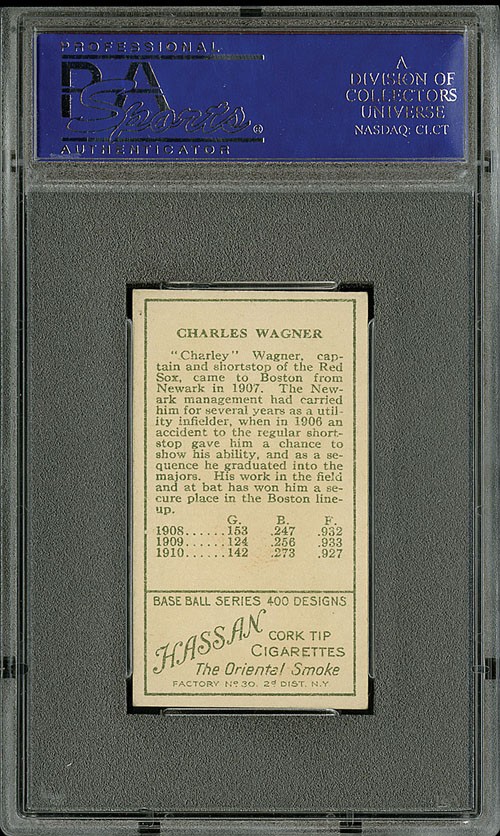 PROFESSIONAL
PSA
Sports
®
AUTHENTICATOR
A
DIVISION OF
COLLECTORS
UNIVERSE
NASDAQ: CLCT
CHARLES WAGNER
"Charley" Wagner, cap-
tain and shortstop of the Red
Sox, came to Boston from
Newark in 1907. The New-
ark management had carried
him for several years as a util-
ity infielder, when in 1906 an
accident to the regular short-
stop gave him a chance to
show his ability, and as a se-
quence he graduated into the
majors. His work in the field
and at bat has won him a se-
cure place in the Boston line-
up.
G. B. F.
1908......153 .247 .932
1909......124 .256 .933
1910......142 .273 .927
BASE BALL SERIES 400 DESIGNS
HASSAN CORK TIP
CIGARETTES
The Oriental Smoke
FACTORY Nº 30. 2d DIST. N.Y.